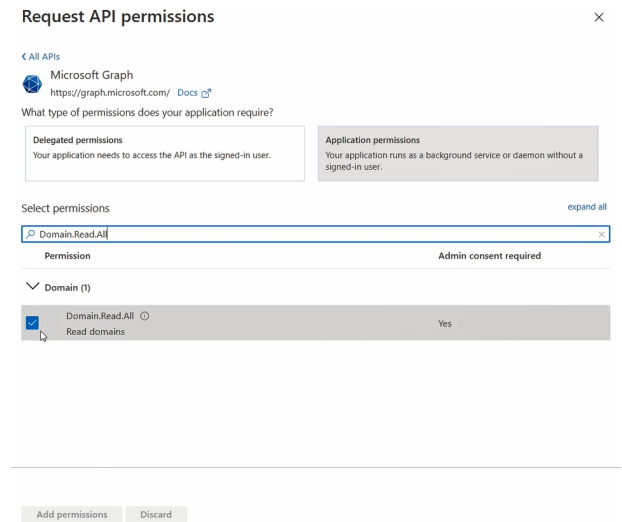 Request API permissions
All APIs
Microsoft Graph
https://graph.microsoft.com/ Docs
What type of permissions does your application require?
Delegated permissions
Your application needs to access the API as the signed-in user.
Application permissions
Your application runs as a background service or daemon without a
signed-in user.
Select permissions
expand all
Domain.Read.All
Permission
Admin consent required
Domain (1)
Domain.Read.All
Read domains
Yes
Add permissions
Discard